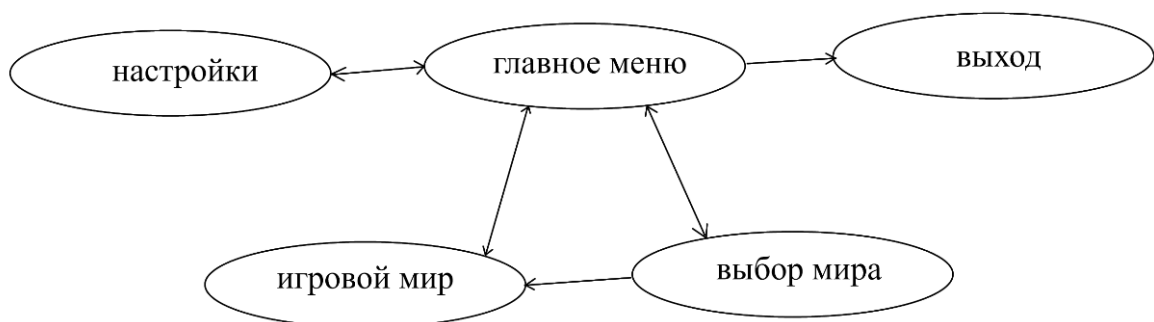 настройки
главное меню
выход
игровой мир
выбор мира